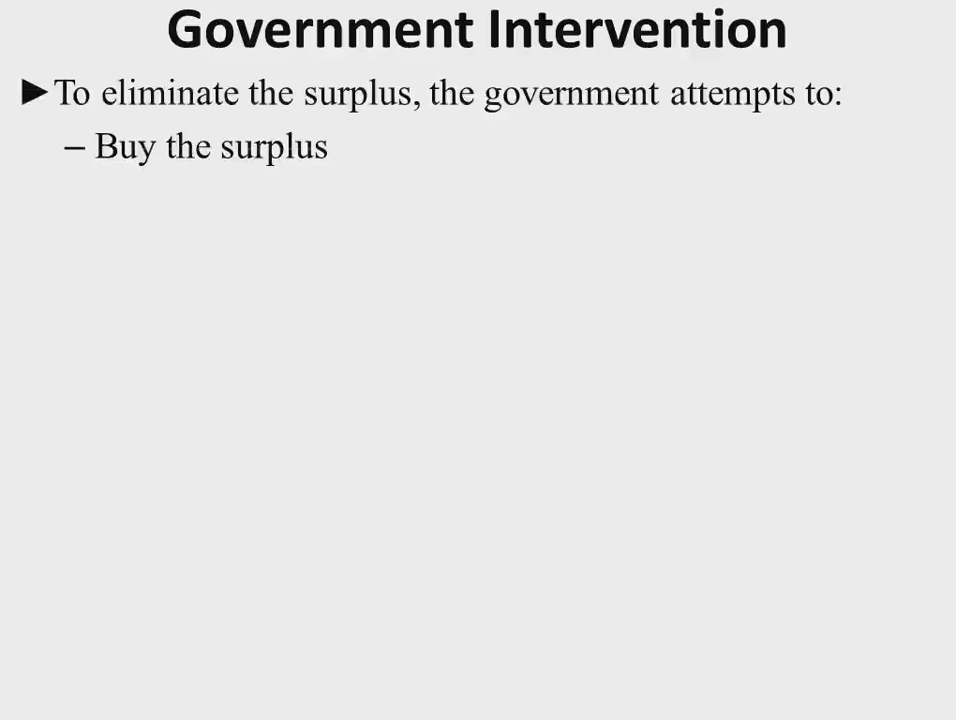 Government Intervention
►To eliminate the surplus, the government attempts to:
– Buy the surplus